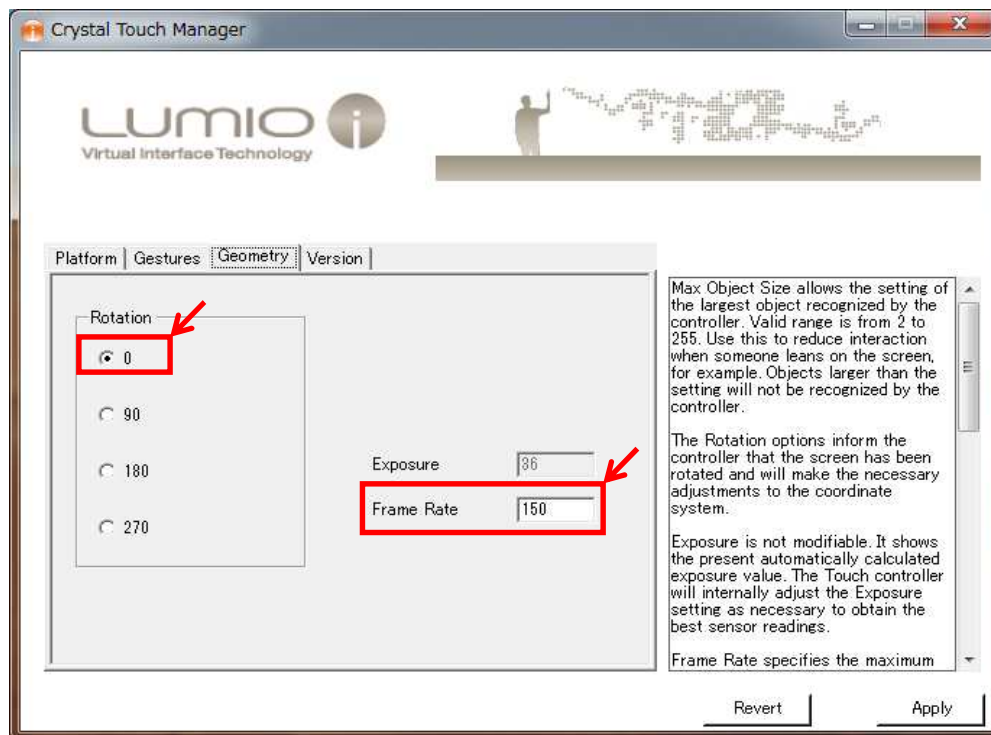 Crystal Touch Manager
LUMIO
Virtual Interface Technology
Platform
Gestures
Geometry
Version
Rotation
0
90
180
270
Exposure
36
Frame Rate
150
Max Object Size allows the setting of
the largest object recognized by the
controller. Valid range is from 2 to
255. Use this to reduce interaction
when someone leans on the screen,
for example. Objects larger than the
setting will not be recognized by the
controller.
The Rotation options inform the
controller that the screen has been
rotated and will make the necessary
adjustments to the coordinate
system.
Exposure is not modifiable. It shows
the present automatically calculated
exposure value. The Touch controller
will internally adjust the Exposure
setting as necessary to obtain the
best sensor readings.
Frame Rate specifies the maximum
Revert
Apply